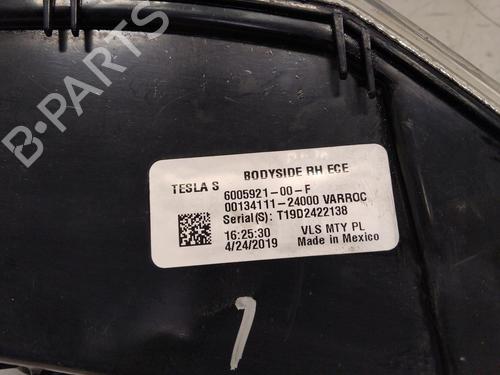 B-PARTS
BODYSIDE RH ECE
TESLA S
6005921-00-F
00134111-24000 VARROC
Serial(S): T19D2422138
16:25:30
VLS MTY PL
4/24/2019
Made in Mexico